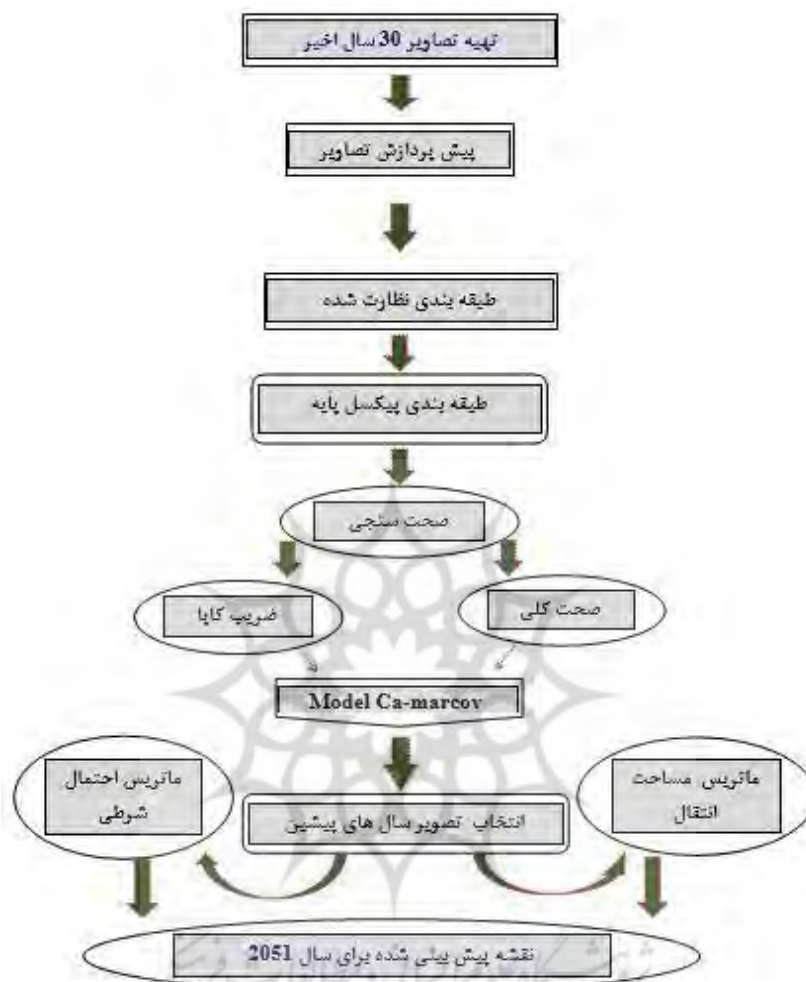 تهیه تصاویر 30 سال اخیر
پیش پردازش تصاویر
طبقه بندی نظارت شده
طبقه بندی پیکسل پایه
صحت سنجی
صحت کلی
ضریب کاپا
Model Ca-marcov
ماتریس مساحت
انتقال
ماتریس احتمال
شرطی
انتخاب تصویر سال های پیشین
نقشه پیش بینی شده برای سال 2051